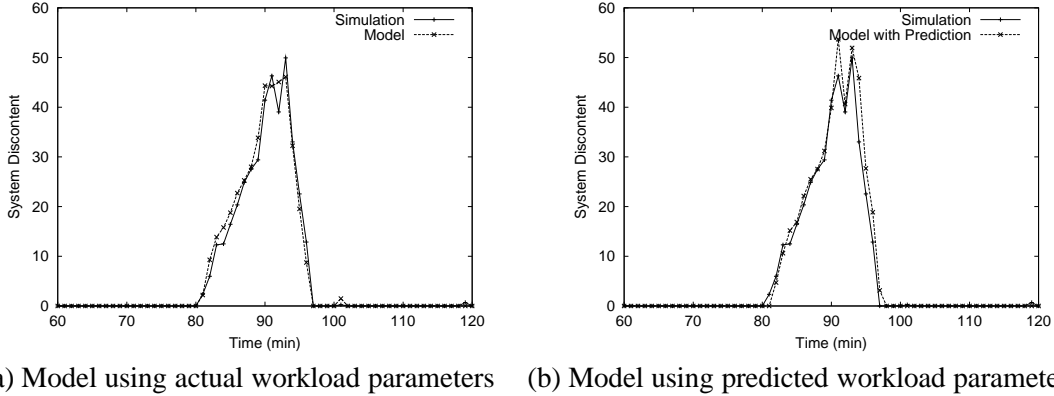 60
50
40
30
20
10
0
System Discontent
Simulation
Model
60 70 80 90 100 110 120
Time (min)
a) Model using actual workload parameters
60
50
40
30
20
10
0
System Discontent
Simulation
Model with Prediction
60 70 80 90 100 110 120
Time (min)
(b) Model using predicted workload paramete